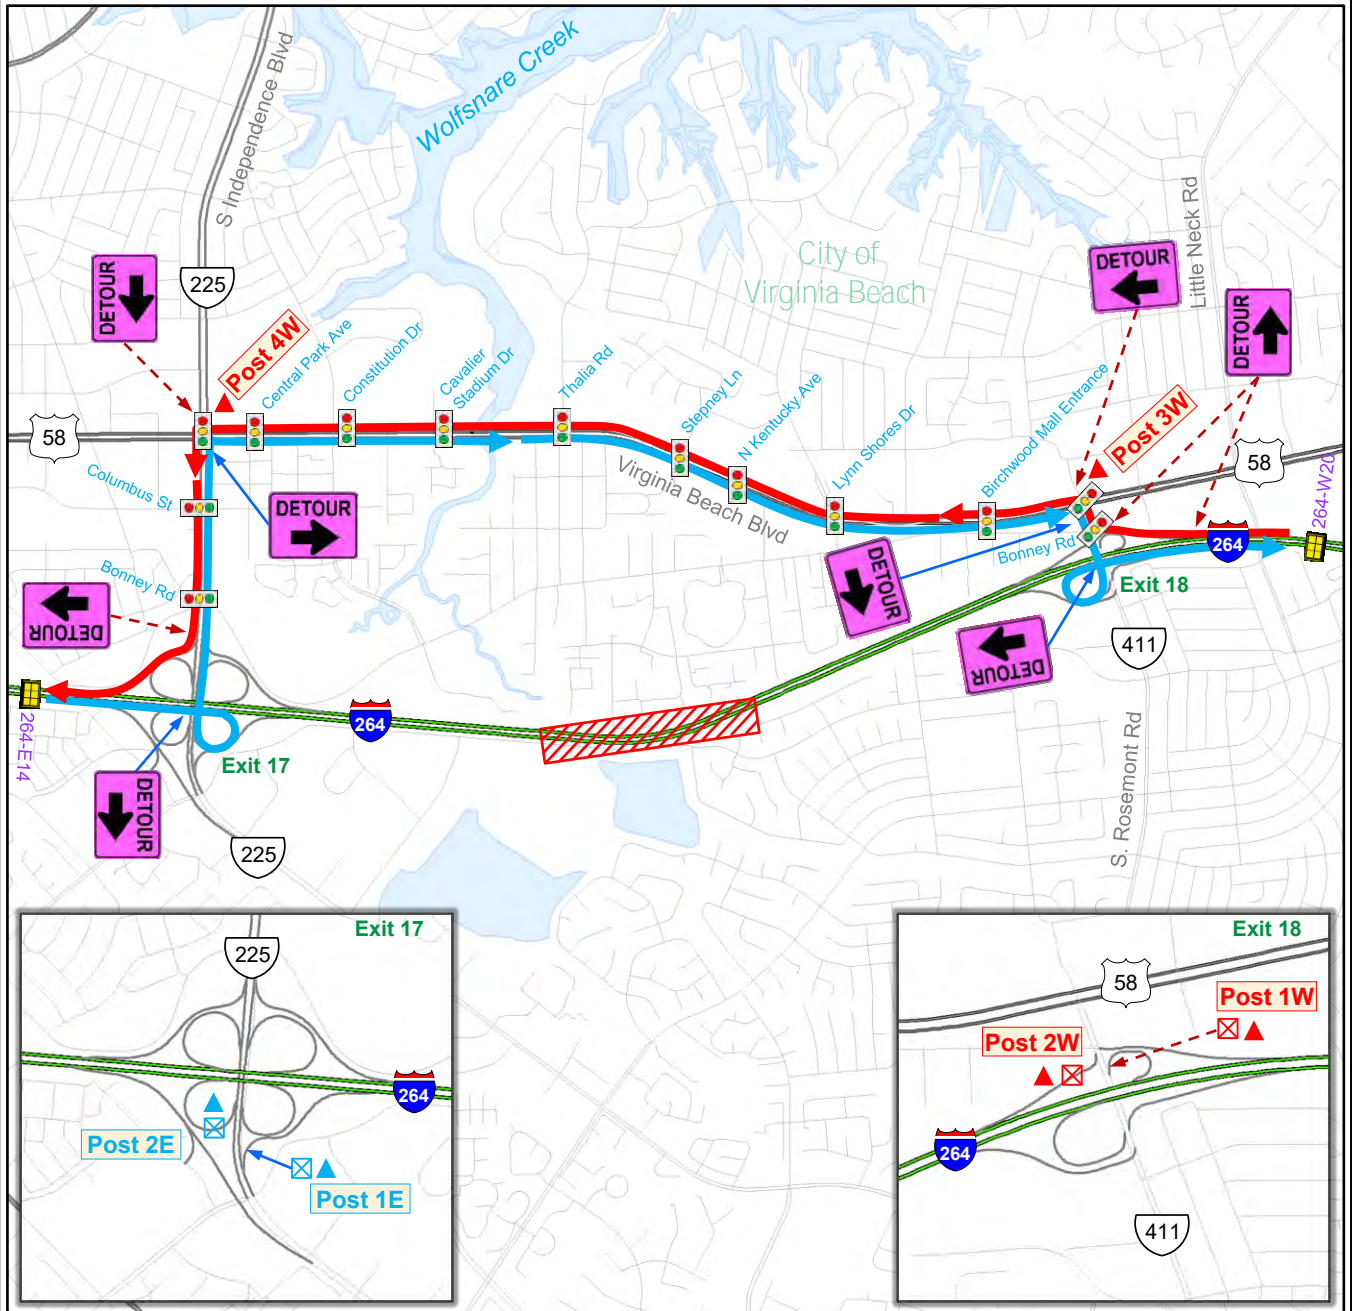 Wolfsnare Creek
S Independence Blvd
City of
Virginia Beach
Little Neck Rd
DETOUR
DETOUR
DETOUR
225
Post 4W
Central Park Ave
Constitution Dr
Cavalier
Stadium Dr
Thalia Rd
Stepney Ln
N Kentucky Ave
Lynn Shores Dr
Birchwood Mall Entrance
Post 3W
58
58
264-W20
Virginia Beach Blvd
Columbus St
DETOUR
Bonney Rd
DETOUR
DETOUR
Bonney Rd
264
Exit 18
411
DETOUR
264-E14
264
Exit 17
DETOUR
225
S. Rosemont Rd
Exit 17
225
264
Post 2E
Post 1E
Exit 18
58
Post 1W
Post 2W
264
411